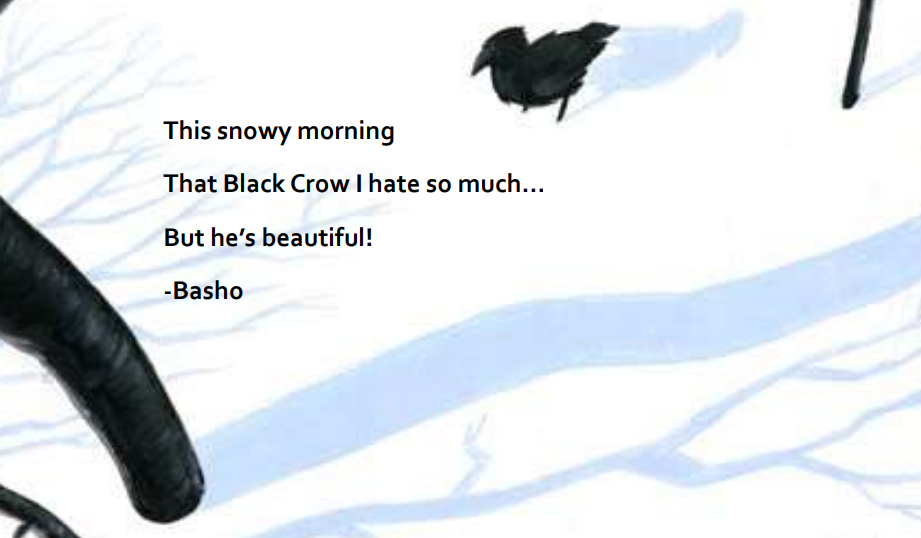 This snowy morning
That Black Crow I hate so much...
But he’s beautiful!
-Basho